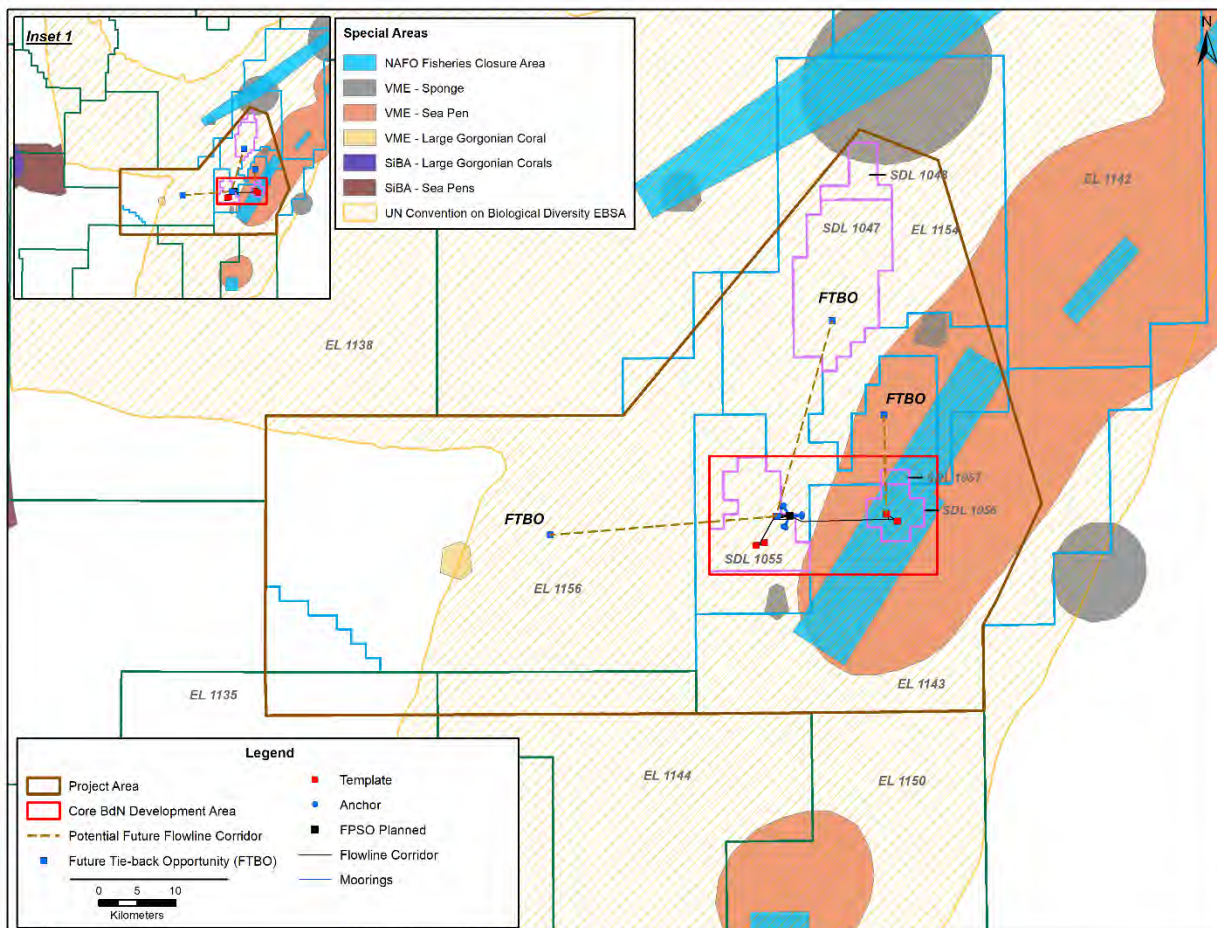 Inset 1
Special Areas
NAFO Fisheries Closure Area
VME - Sponge
VME - Sea Pen
VME - Large Gorgonian Coral
SiBA - Large Gorgonian Corals
SiBA - Sea Pens
UN Convention on Biological Diversity EBSA
N
SDL 1048
EL 1142
SDL 1047
EL 1154
FTBO
EL 1138
FTBO
SDL 1057
SDL 1056
FTBO
SDL 1055
EL 1156
EL 1143
EL 1135
EL 1144
EL 1150
Legend
Project Area
Core BdN Development Area
Potential Future Flowline Corridor
Future Tie-back Opportunity (FTBO)
0 5 10
Kilometers
Template
Anchor
FPSO Planned
Flowline Corridor
Moorings